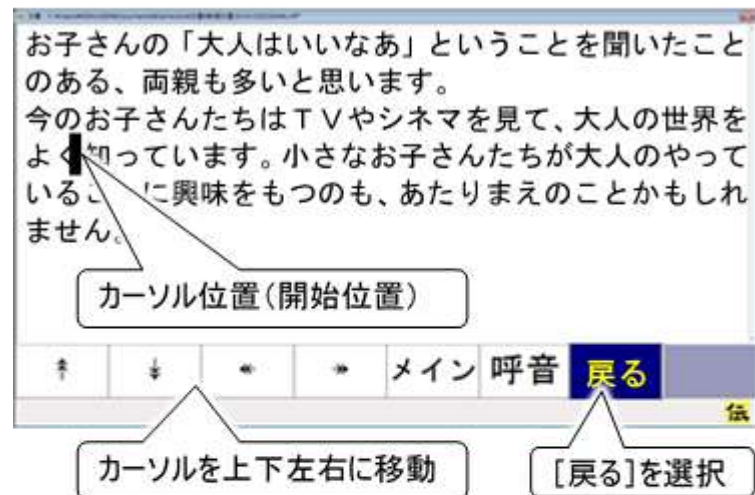 お子さんの「大人はいいなあ」ということを聞いたこと
のある、両親も多いと思います。
今のお子さんたちはＴＶやシネマを見て、大人の世界を
よく知っています。小さなお子さんたちが大人のやって
いるこ に興味をもつのも、あたりまえのことかもしれ
ません。
カーソル位置(開始位置)
メイン 呼音 戻る
伝
カーソルを上下左右に移動
[戻る]を選択